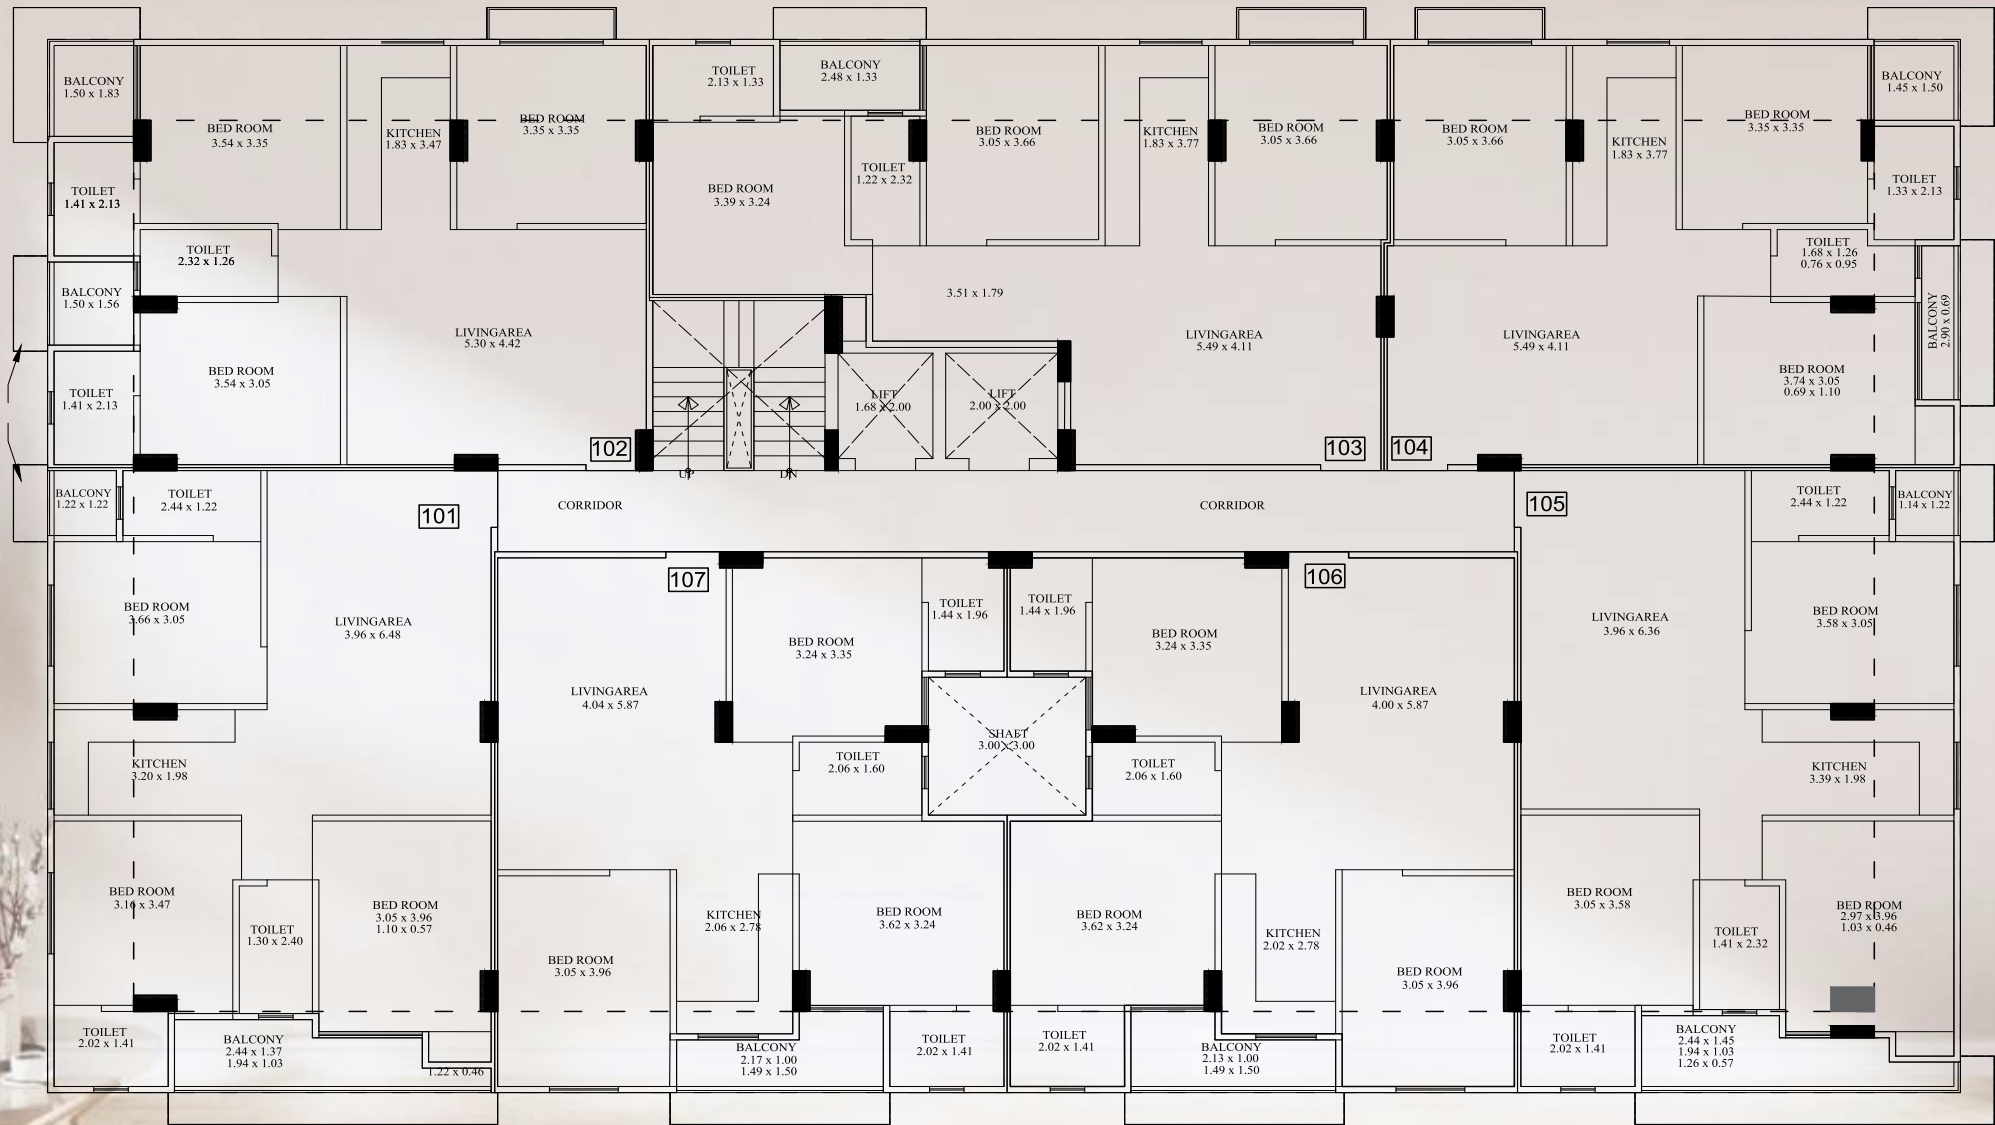 BALCONY
1.50 x 1.83
BED ROOM
3.54 x 3.35
KITCHEN
1.83 x 3.47
BED ROOM
3.35 x 3.35
TOILET
2.13 x 1.33
BALCONY
2.48 x 1.33
BED ROOM
3.05 x 3.66
KITCHEN
1.83 x 3.77
BED ROOM
3.05 x 3.66
BED ROOM
3.05 x 3.66
KITCHEN
1.83 x 3.77
BED ROOM
3.35 x 3.35
BALCONY
1.45 x 1.50
TOILET
1.41 x 2.13
BED ROOM
3.39 x 3.24
TOILET
1.22 x 2.32
TOILET
1.33 x 2.13
TOILET
2.32 x 1.26
TOILET
1.68 x 1.26
0.76 x 0.95
BALCONY
1.50 x 1.56
3.51 x 1.79
BALCONY
2.90 x 0.69
LIVINGAREA
5.30 x 4.42
LIVINGAREA
5.49 x 4.11
LIVINGAREA
5.49 x 4.11
BED ROOM
3.54 x 3.05
TOILET
1.41 x 2.13
LIFT
1.68 x 2.00
LIFT
2.00 x 2.00
BED ROOM
3.74 x 3.05
0.69 x 1.10
102
103
104
UP
DN
BALCONY
1.22 x 1.22
TOILET
2.44 x 1.22
101
CORRIDOR
CORRIDOR
105
TOILET
2.44 x 1.22
BALCONY
1.14 x 1.22
107
106
BED ROOM
3.66 x 3.05
LIVINGAREA
3.96 x 6.48
BED ROOM
3.24 x 3.35
TOILET
1.44 x 1.96
TOILET
1.44 x 1.96
BED ROOM
3.24 x 3.35
LIVINGAREA
3.96 x 6.36
BED ROOM
3.58 x 3.05
LIVINGAREA
4.04 x 5.87
LIVINGAREA
4.00 x 5.87
SHAFT
3.00 x 3.00
KITCHEN
3.20 x 1.98
TOILET
2.06 x 1.60
TOILET
2.06 x 1.60
KITCHEN
3.39 x 1.98
BED ROOM
3.16 x 3.47
BED ROOM
3.05 x 3.96
1.10 x 0.57
TOILET
1.30 x 2.40
BED ROOM
3.05 x 3.96
KITCHEN
2.06 x 2.78
BED ROOM
3.62 x 3.24
BED ROOM
3.62 x 3.24
KITCHEN
2.02 x 2.78
BED ROOM
3.05 x 3.96
BED ROOM
3.05 x 3.58
TOILET
1.41 x 2.32
BED ROOM
2.97 x 3.96
1.03 x 0.46
TOILET
2.02 x 1.41
BALCONY
2.44 x 1.37
1.94 x 1.03
1.22 x 0.46
BALCONY
2.17 x 1.00
1.49 x 1.50
TOILET
2.02 x 1.41
TOILET
2.02 x 1.41
BALCONY
2.13 x 1.00
1.49 x 1.50
TOILET
2.02 x 1.41
BALCONY
2.44 x 1.45
1.94 x 1.03
1.26 x 0.57